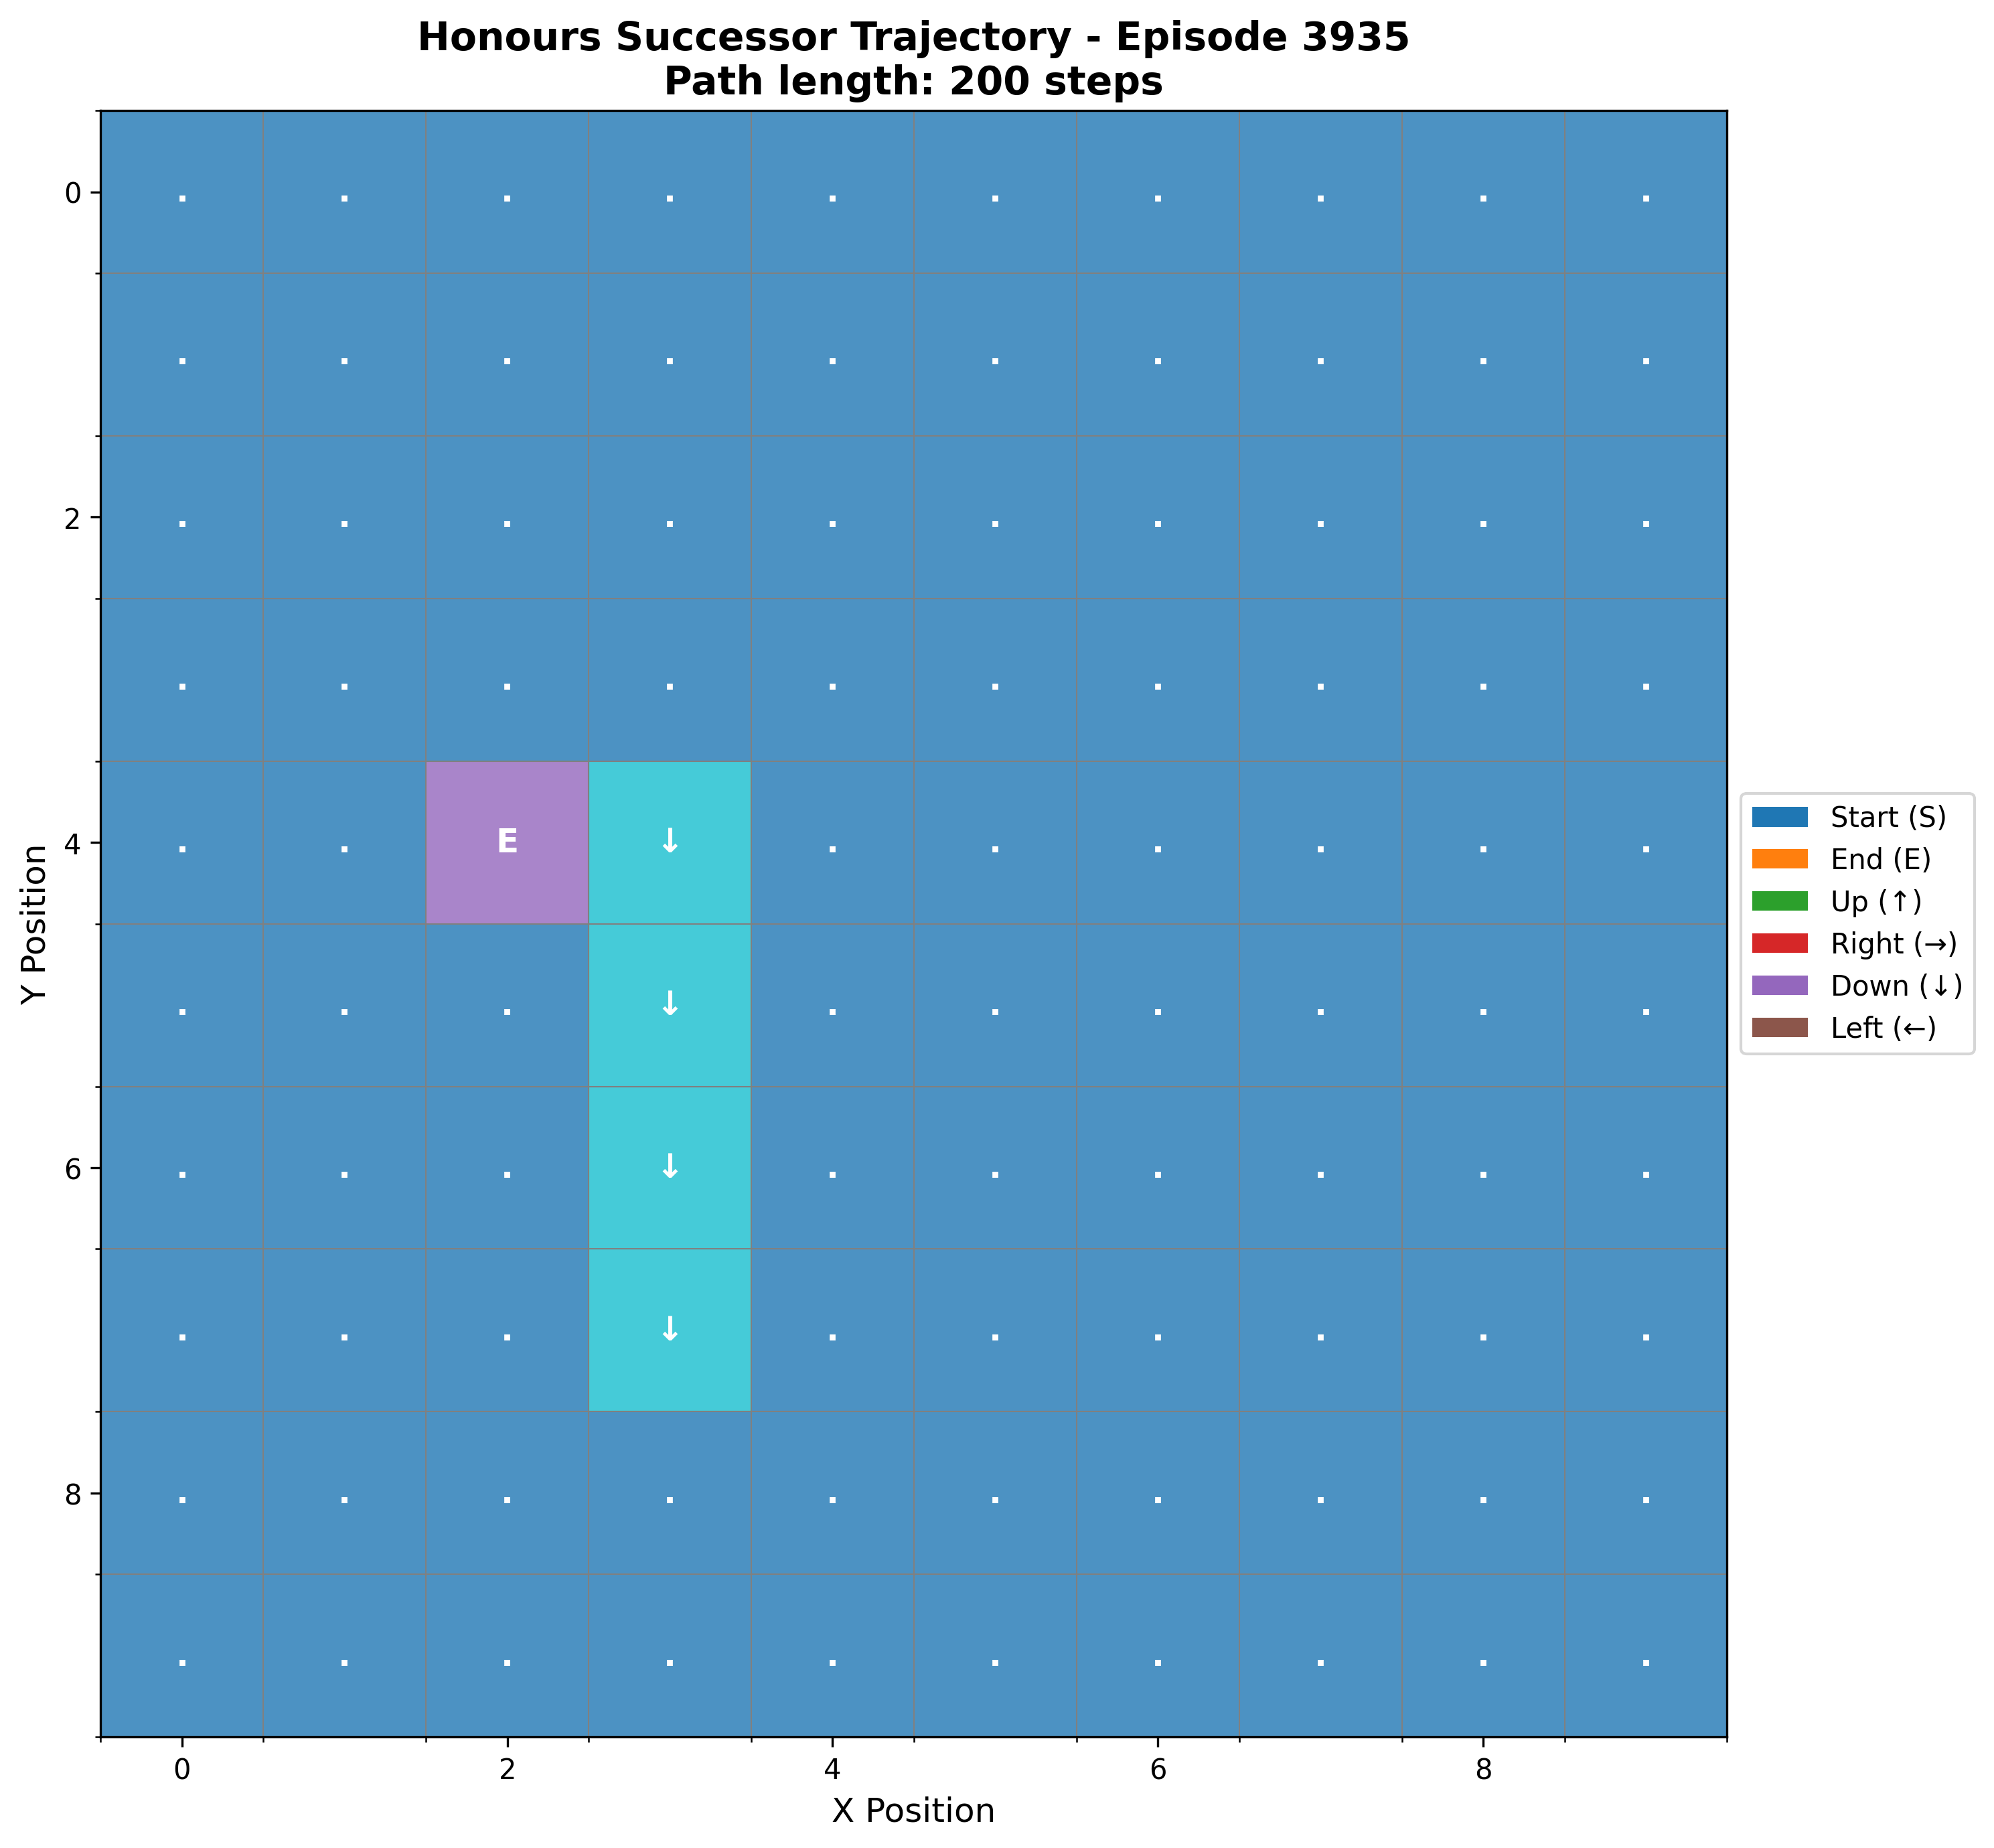 Honours Successor Trajectory - Episode 3935
Path length: 200 steps
0
2
E ↓
4
↓
6 ↓
↓
8
Y Position
0 2 4 6 8
X Position
Start (S)
End (E)
Up (↑)
Right (→)
Down (↓)
Left (←)